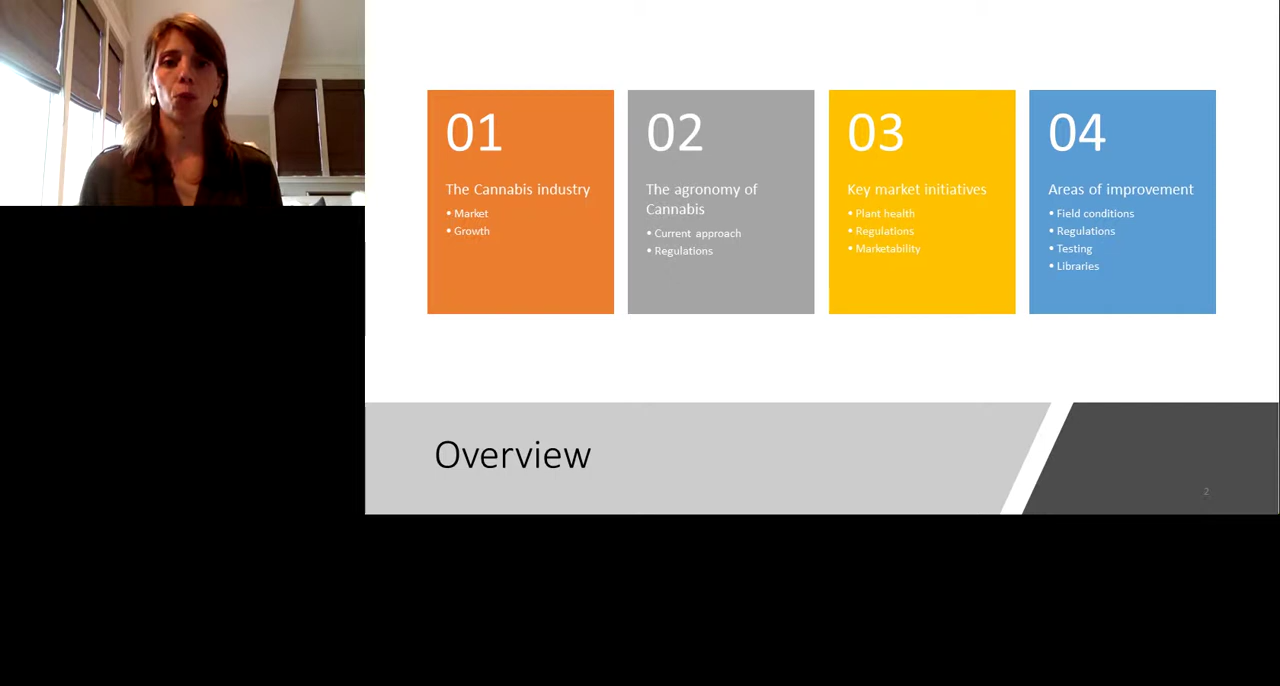 01
The Cannabis industry
• Market
• Growth
02
The agronomy of
Cannabis
• Current approach
• Regulations
03
Key market initiatives
• Plant health
• Regulations
• Marketability
04
Areas of improvement
• Field conditions
• Regulations
• Testing
• Libraries
Overview
2